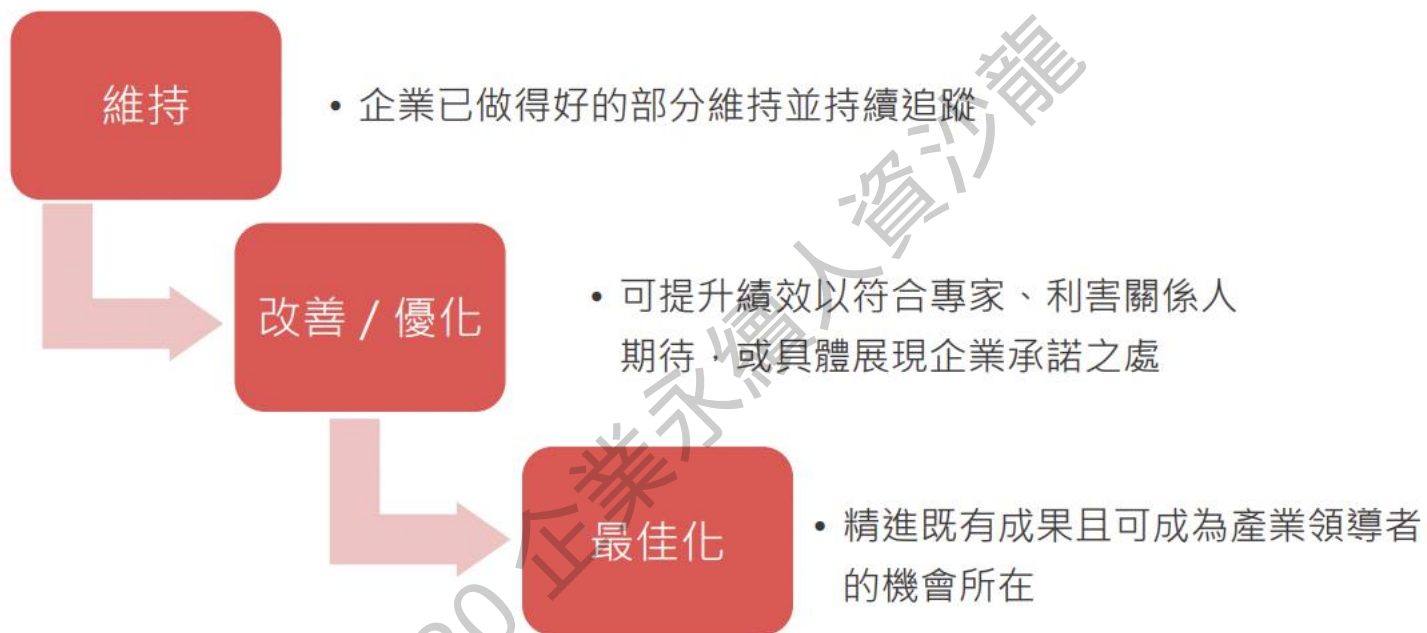 維持
• 企業已做得好的部分維持並持續追蹤
改善 / 優化
• 可提升績效以符合專家、利害關係人
期待，或具體展現企業承諾之處
最佳化
• 精進既有成果且可成為產業領導者
的機會所在
80 企業永續人資沙龍